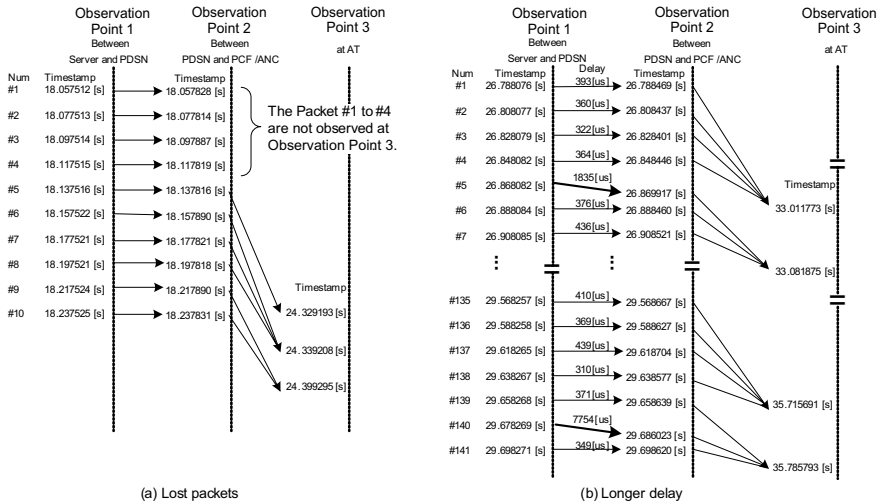 Observation Point 1
Between Server and PDSN
Observation Point 2
Between PDSN and PCF /ANC
Observation Point 3
at AT
Num Timestamp Timestamp
#1 18.057512 [s] 18.057828 [s]
#2 18.077513 [s] 18.077814 [s]
#3 18.097514 [s] 18.097887 [s]
#4 18.117515 [s] 18.117819 [s]
The Packet #1 to #4
are not observed at
Observation Point 3.
#5 18.137516 [s] 18.137816 [s]
#6 18.157522 [s] 18.157890 [s]
#7 18.177521 [s] 18.177821 [s]
#8 18.197521 [s] 18.197818 [s]
#9 18.217524 [s] 18.217890 [s]
#10 18.237525 [s] 18.237831 [s]
Timestamp
24.329193 [s]
24.339208 [s]
24.399295 [s]
(a) Lost packets
Observation Point 1
Between Server and PDSN
Observation Point 2
Between PDSN and PCF /ANC
Observation Point 3
at AT
Num Timestamp Delay Timestamp
#1 26.788076 [s] 393[us] 26.788469 [s]
#2 26.808077 [s] 360[us] 26.808437 [s]
#3 26.828079 [s] 322[us] 26.828401 [s]
#4 26.848082 [s] 364[us] 26.848446 [s]
#5 26.868082 [s] 1835[us] 26.869917 [s]
#6 26.888084 [s] 376[us] 26.888460 [s]
#7 26.908085 [s] 436[us] 26.908521 [s]
Timestamp
33.011773 [s]
33.081875 [s]
⋮ ⋮
#135 29.568257 [s] 410[us] 29.568667 [s]
#136 29.588258 [s] 369[us] 29.588627 [s]
#137 29.618265 [s] 439[us] 29.618704 [s]
#138 29.638267 [s] 310[us] 29.638577 [s]
#139 29.658268 [s] 371[us] 29.658639 [s]
#140 29.678269 [s] 7754[us] 29.686023 [s]
#141 29.698271 [s] 349[us] 29.698620 [s]
35.715691 [s]
35.785793 [s]
(b) Longer delay